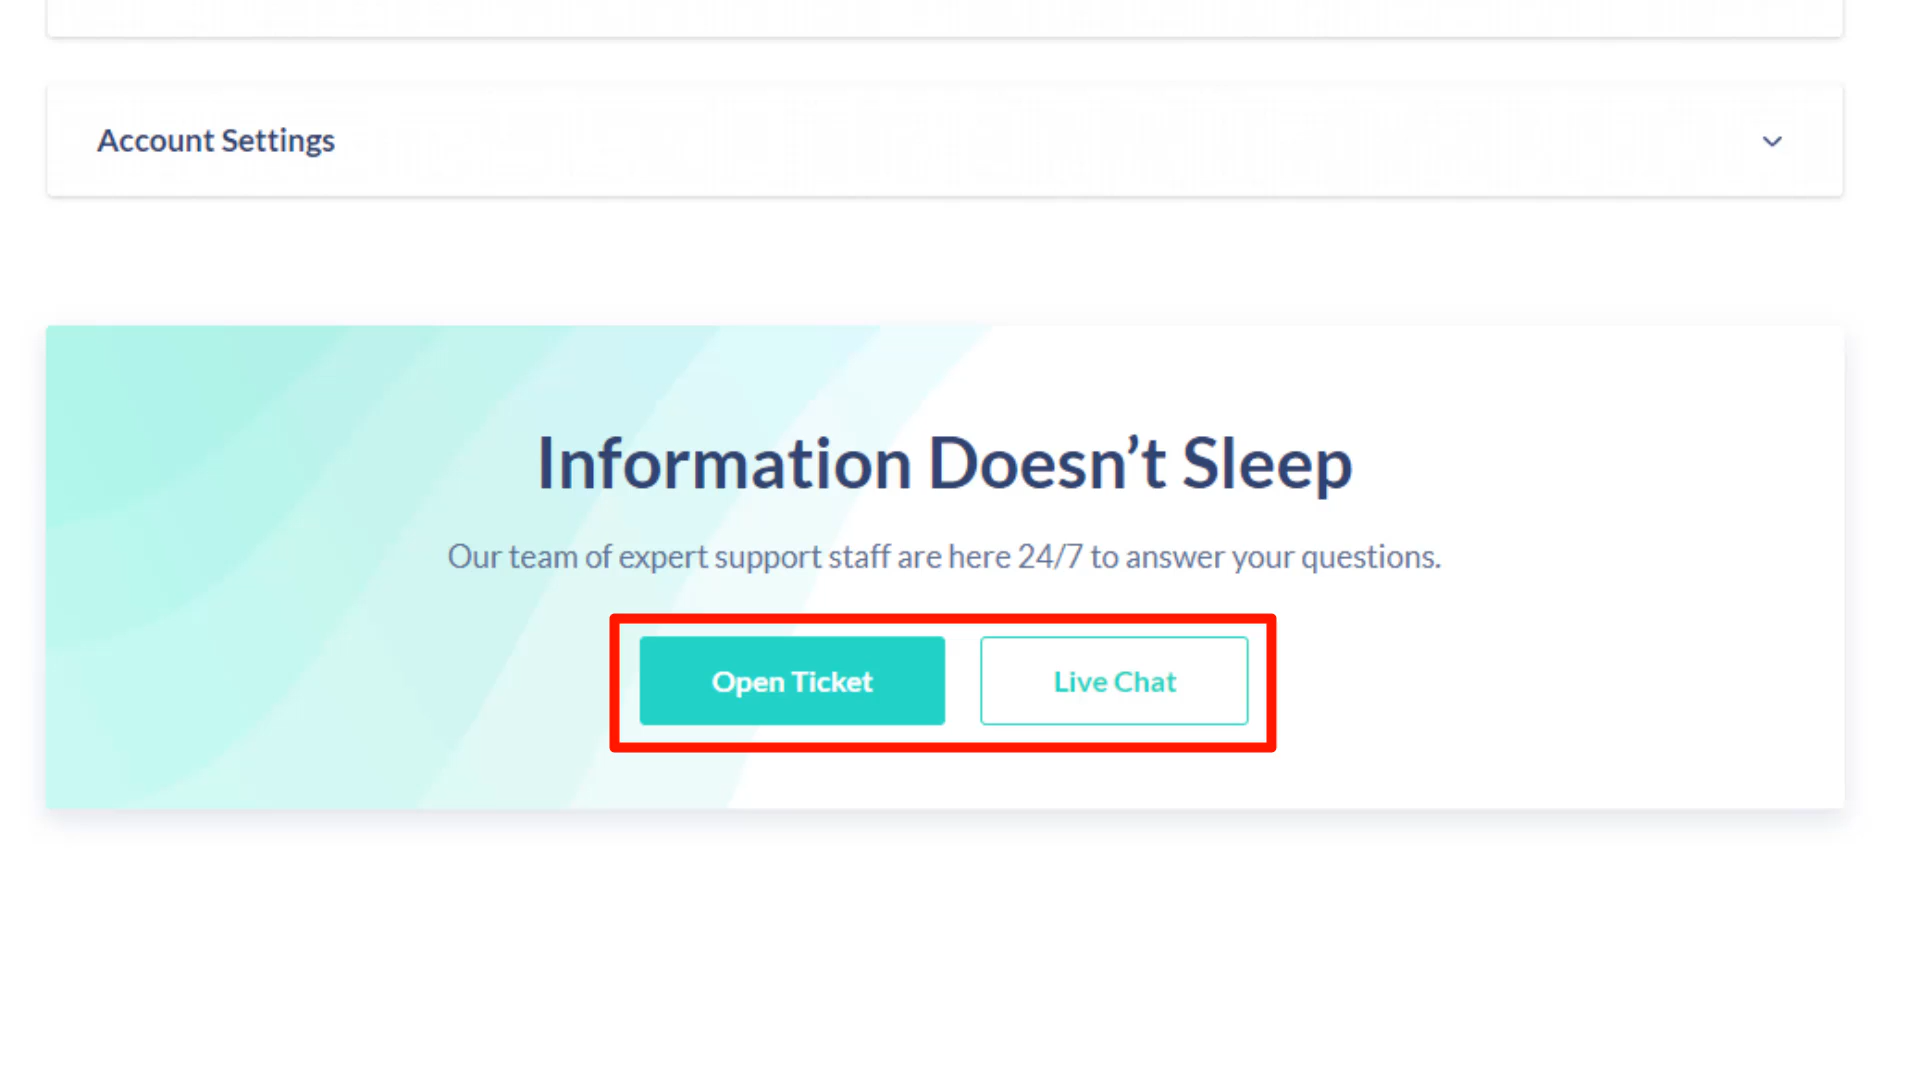 Account Settings
Information Doesn’t Sleep
Our team of expert support staff are here 24/7 to answer your questions.
Open Ticket
Live Chat